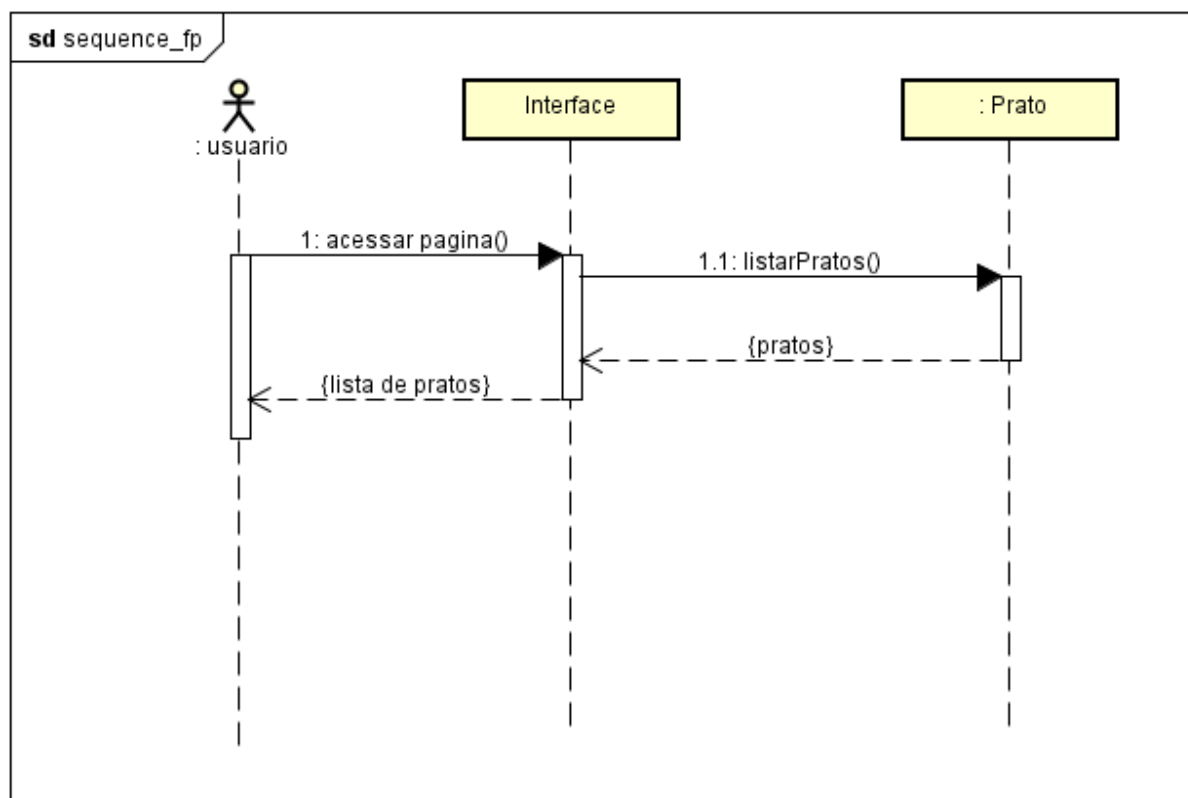 sd sequence_fp
: usuario
Interface
: Prato
1: acessar pagina()
1.1: listarPratos()
{pratos}
{lista de pratos}